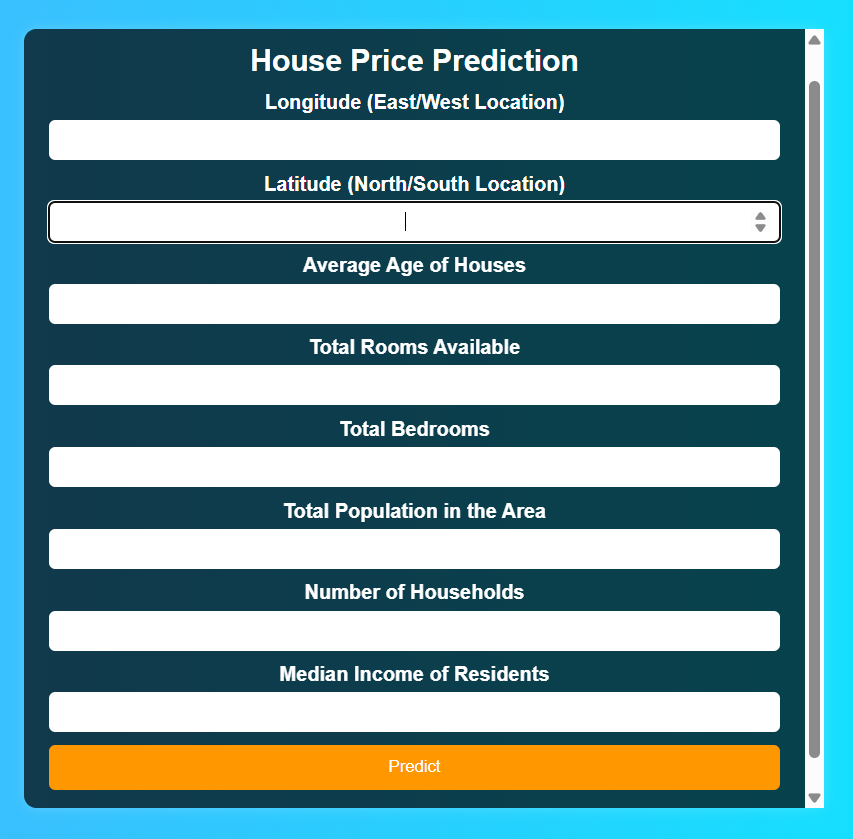 House Price Prediction
Longitude (East/West Location)
Latitude (North/South Location)
Average Age of Houses
Total Rooms Available
Total Bedrooms
Total Population in the Area
Number of Households
Median Income of Residents
Predict